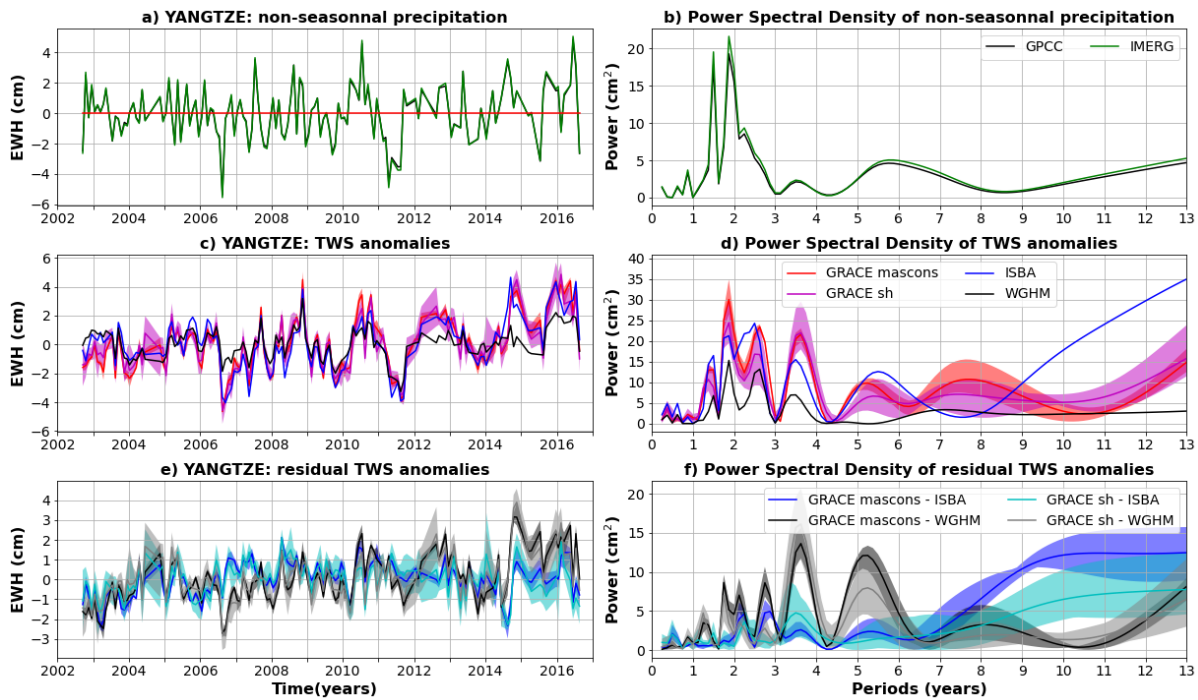 a) YANGTZE: non-seasonnal precipitation
EWH (cm)
4
2
0
−2
−4
−6
2002 2004 2006 2008 2010 2012 2014 2016
b) Power Spectral Density of non-seasonnal precipitation
Power (cm²)
20
15
10
5
0
GPCC IMERG
0 1 2 3 4 5 6 7 8 9 10 11 12 13
c) YANGTZE: TWS anomalies
EWH (cm)
6
4
2
0
−2
−4
−6
2002 2004 2006 2008 2010 2012 2014 2016
d) Power Spectral Density of TWS anomalies
Power (cm²)
40
35
30
25
20
15
10
5
0
GRACE mascons ISBA
GRACE sh WGHM
0 1 2 3 4 5 6 7 8 9 10 11 12 13
e) YANGTZE: residual TWS anomalies
EWH (cm)
4
3
2
1
0
−1
−2
−3
2002 2004 2006 2008 2010 2012 2014 2016
Time(years)
f) Power Spectral Density of residual TWS anomalies
Power (cm²)
20
15
10
5
0
GRACE mascons - ISBA GRACE sh - ISBA
GRACE mascons - WGHM GRACE sh - WGHM
0 1 2 3 4 5 6 7 8 9 10 11 12 13
Periods (years)